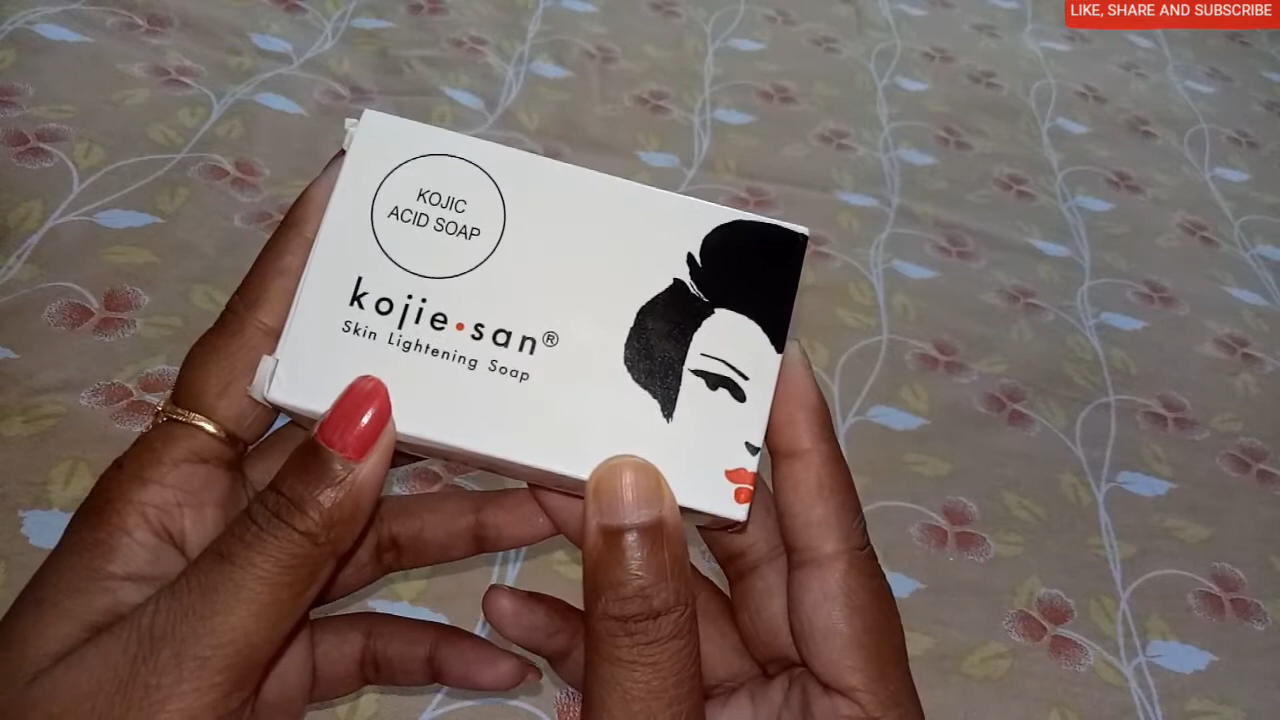 LIKE, SHARE AND SUBSCRIBE
KOJIC
ACID SOAP
kojie•san®
Skin Lightening Soap